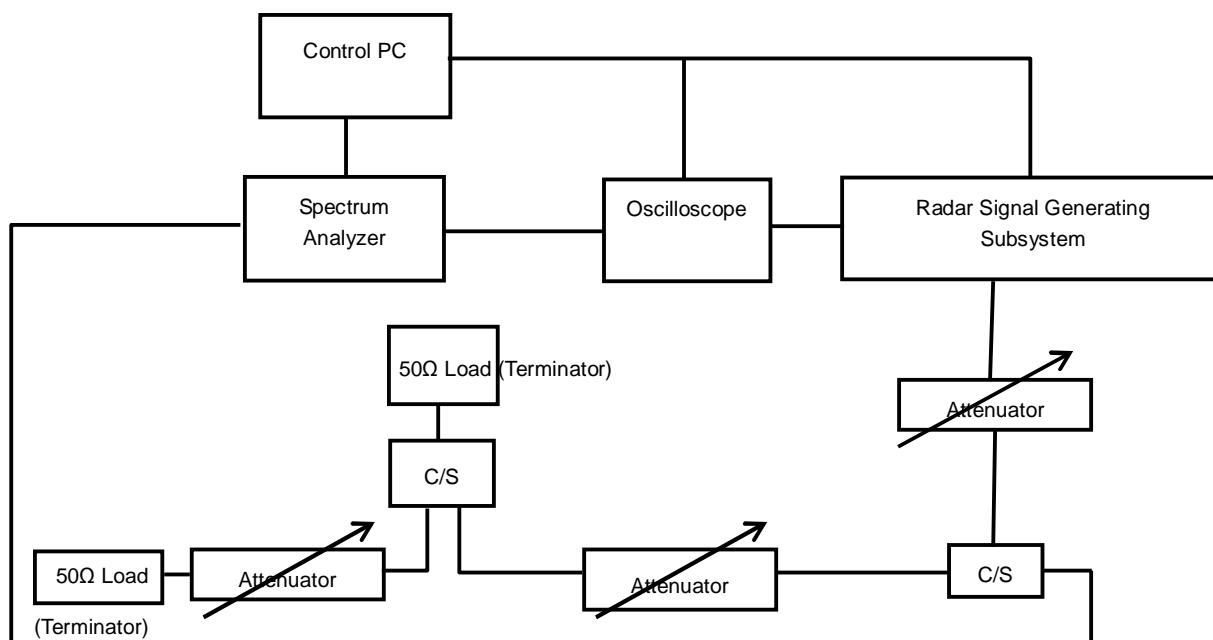 Control PC
Spectrum
Analyzer
Oscilloscope
Radar Signal Generating
Subsystem
50Ω Load (Terminator)
Attenuator
C/S
50Ω Load
(Terminator)
Attenuator
Attenuator
C/S